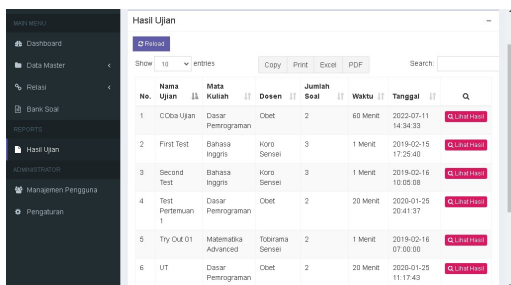 MAIN MENU
Dashboard
Data Master
Relasi
Bank Soal
REPORTS
Hasil Ujian
ADMINISTRATOR
Manajemen Pengguna
Pengaturan
Hasil Ujian
Reload
Show 10 entries Copy Print Excel PDF Search:
No. Nama Ujian Mata Kuliah Dosen Jumlah Soal Waktu Tanggal
1 COba Ujian Dasar Pemrograman Obet 2 60 Menit 2022-07-11 14:34:33 Lihat Hasil
2 First Test Bahasa Inggris Koro Sensei 3 1 Menit 2019-02-15 17:25:40 Lihat Hasil
3 Second Test Bahasa Inggris Koro Sensei 3 1 Menit 2019-02-16 10:05:08 Lihat Hasil
4 Test Pertemuan 1 Dasar Pemrograman Obet 2 20 Menit 2020-01-25 20:41:37 Lihat Hasil
5 Try Out 01 Matematika Advanced Tobirama Sensei 2 1 Menit 2019-02-16 07:00:00 Lihat Hasil
6 UT Dasar Pemrograman Obet 2 20 Menit 2020-01-25 11:17:43 Lihat Hasil